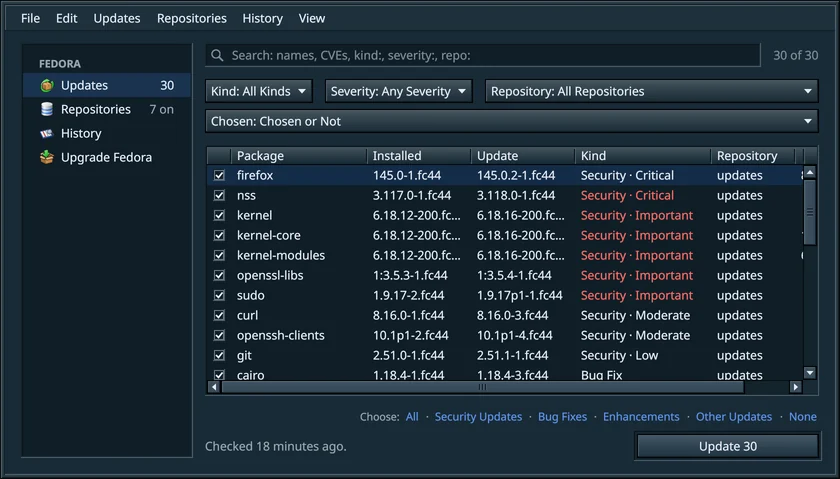 File Edit Updates Repositories History View
FEDORA
Updates 30
Repositories 7 on
History
Upgrade Fedora
Search: names, CVEs, kind:, severity:, repo:
30 of 30
Kind: All Kinds
Severity: Any Severity
Repository: All Repositories
Chosen: Chosen or Not
Package Installed Update Kind Repository
firefox 145.0-1.fc44 145.0.2-1.fc44 Security · Critical updates
nss 3.117.0-1.fc44 3.118.0-1.fc44 Security · Critical updates
kernel 6.18.12-200.fc... 6.18.16-200.fc... Security · Important updates
kernel-core 6.18.12-200.fc... 6.18.16-200.fc... Security · Important updates
kernel-modules 6.18.12-200.fc... 6.18.16-200.fc... Security · Important updates
openssl-libs 1:3.5.3-1.fc44 1:3.5.4-1.fc44 Security · Important updates
sudo 1.9.17-2.fc44 1.9.17p1-1.fc44 Security · Important updates
curl 8.16.0-1.fc44 8.16.0-3.fc44 Security · Moderate updates
openssh-clients 10.1p1-2.fc44 10.1p1-4.fc44 Security · Moderate updates
git 2.51.0-1.fc44 2.51.1-1.fc44 Security · Low updates
cairo 1.18.4-1.fc44 1.18.4-3.fc44 Bug Fix updates
Choose: All · Security Updates · Bug Fixes · Enhancements · Other Updates · None
Checked 18 minutes ago.
Update 30